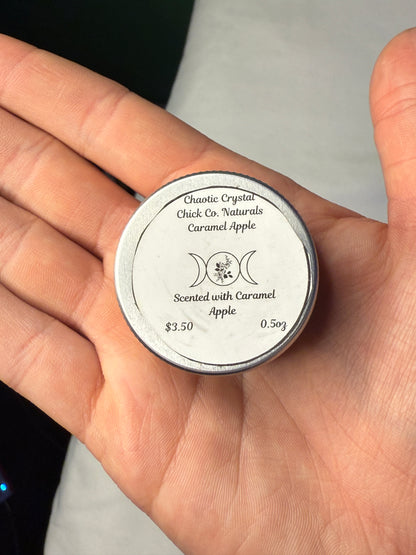 Chaotic Crystal
Chick Co. Naturals
Caramel Apple
Scented with Caramel
Apple
$3.50 0.5oz